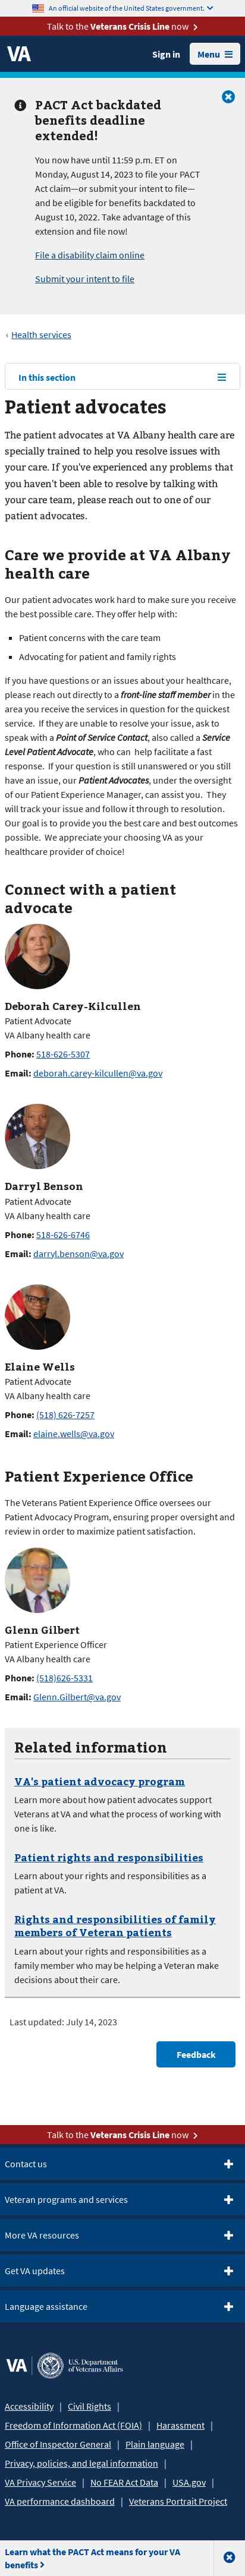 An official website of the United States government.
Talk to the Veterans Crisis Line now
VA
Sign in
Menu
PACT Act backdated
benefits deadline
extended!
You now have until 11:59 p.m. ET on
Monday, August 14, 2023 to file your PACT
Act claim—or submit your intent to file—
and be eligible for benefits backdated to
August 10, 2022. Take advantage of this
extension and file now!
File a disability claim online
Submit your intent to file
‹ Health services
In this section
Patient advocates
The patient advocates at VA Albany health care are
specially trained to help you resolve issues with
your care. If you've experienced any problems that
you haven't been able to resolve by talking with
your care team, please reach out to one of our
patient advocates.
Care we provide at VA Albany
health care
Our patient advocates work hard to make sure you receive
the best possible care. They offer help with:
▪ Patient concerns with the care team
▪ Advocating for patient and family rights
If you have questions or an issues about your healthcare,
please reach out directly to a front-line staff member in
the area you receive services in question for the quickest
service.  If they are unable to resolve your issue, ask to
speak with a Point of Service Contact, also called a Service
Level Patient Advocate, who can  help facilitate a fast
response.  If your question is still unanswered or you still
have an issue, our Patient Advocates, under the oversight
of our Patient Experience Manager, can assist you.  They
will track your issue and follow it through to resolution.
Our goal is to provide you the best care and best outcomes
possible.  We appreciate your choosing VA as your
healthcare provider of choice!
Connect with a patient
advocate
Deborah Carey-Kilcullen
Patient Advocate
VA Albany health care
Phone: 518-626-5307
Email: deborah.carey-kilcullen@va.gov
Darryl Benson
Patient Advocate
VA Albany health care
Phone: 518-626-6746
Email: darryl.benson@va.gov
Elaine Wells
Patient Advocate
VA Albany health care
Phone: (518) 626-7257
Email: elaine.wells@va.gov
Patient Experience Office
The Veterans Patient Experience Office oversees our
Patient Advocacy Program, ensuring proper oversight and
review in order to maximize patient satisfaction.
Glenn Gilbert
Patient Experience Officer
VA Albany health care
Phone: (518)626-5331
Email: Glenn.Gilbert@va.gov
Related information
VA's patient advocacy program
Learn more about how patient advocates support
Veterans at VA and what the process of working with
one is like.
Patient rights and responsibilities
Learn about your rights and responsibilities as a
patient at VA.
Rights and responsibilities of family
members of Veteran patients
Learn about your rights and responsibilities as a
family member who may be helping a Veteran make
decisions about their care.
Last updated: July 14, 2023
Feedback
Talk to the Veterans Crisis Line now
Contact us
Veteran programs and services
More VA resources
Get VA updates
Language assistance
VA U.S. Department
of Veterans Affairs
Accessibility | Civil Rights |
Freedom of Information Act (FOIA) | Harassment |
Office of Inspector General | Plain language |
Privacy, policies, and legal information |
VA Privacy Service | No FEAR Act Data | USA.gov |
VA performance dashboard | Veterans Portrait Project
Learn what the PACT Act means for your VA
benefits